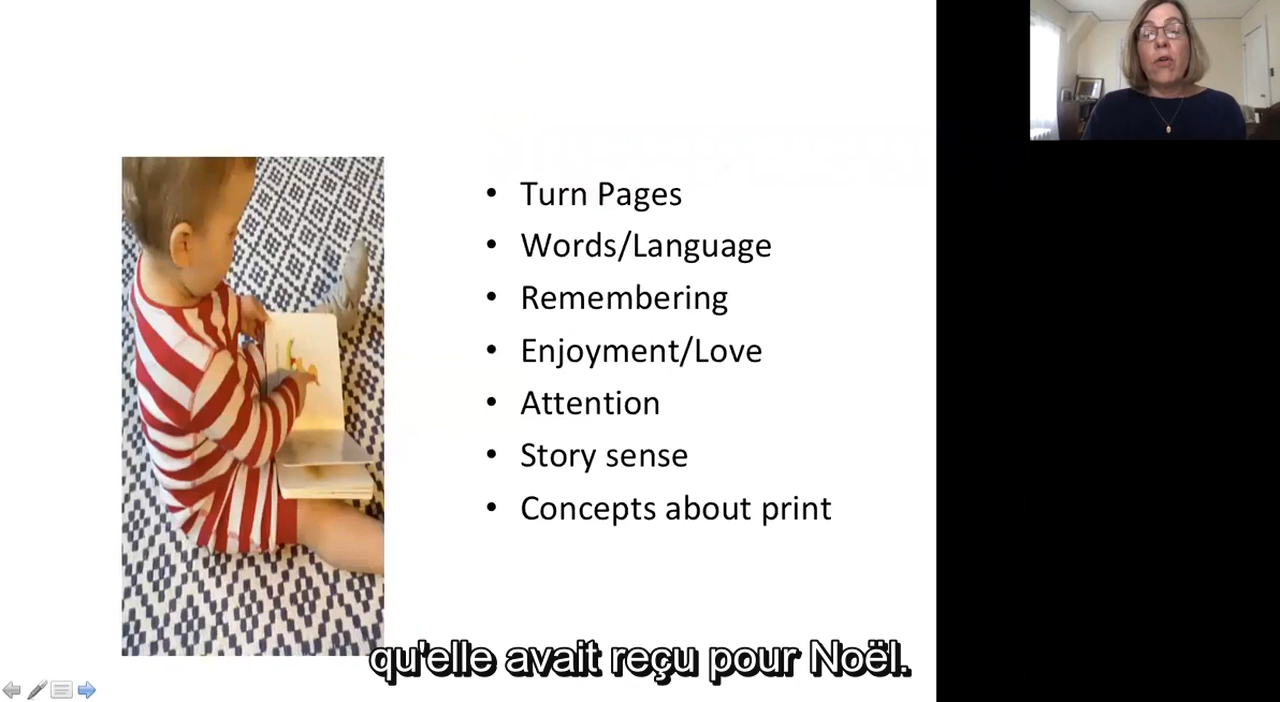 • Turn Pages
• Words/Language
• Remembering
• Enjoyment/Love
• Attention
• Story sense
• Concepts about print
qu'elle avait reçu pour Noël.